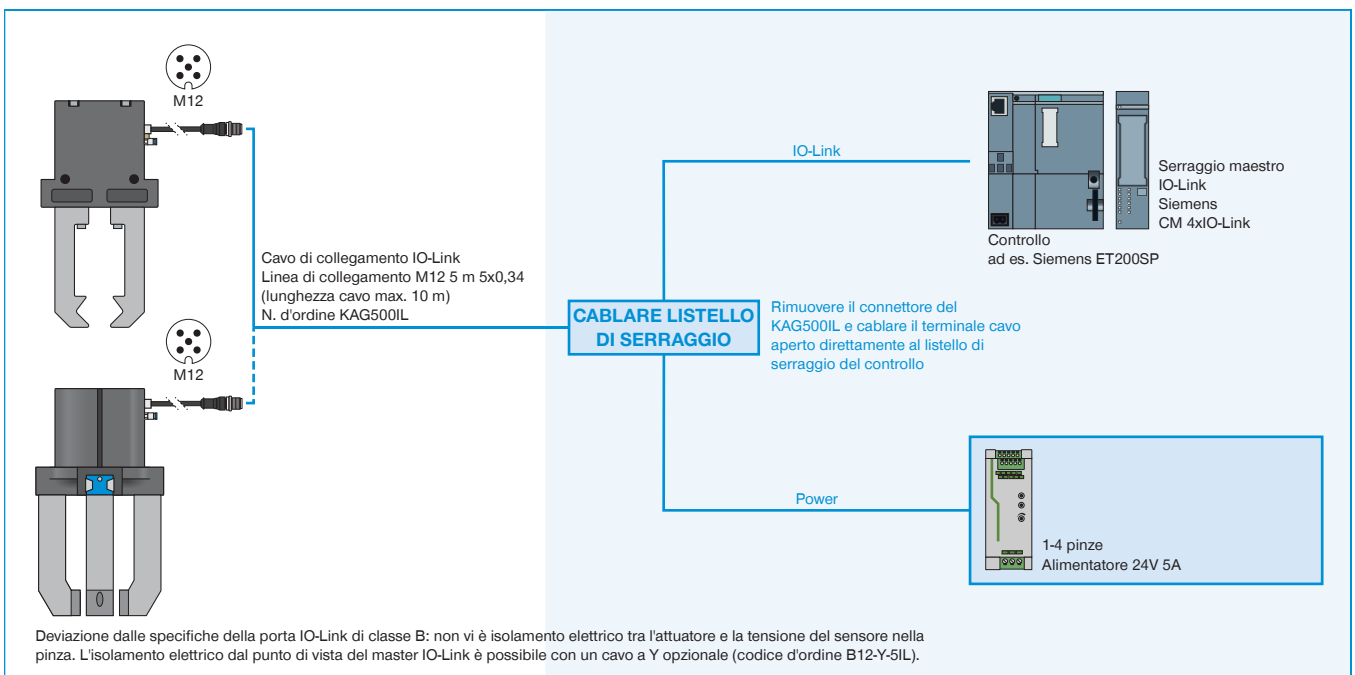 M12
Cavo di collegamento IO-Link
Linea di collegamento M12 5 m 5x0,34
(lunghezza cavo max. 10 m)
N. d'ordine KAG500IL
M12
IO-Link
Serraggio maestro
IO-Link
Siemens
CM 4xIO-Link
Controllo
ad es. Siemens ET200SP
CABLARE LISTELLO
DI SERRAGGIO
Rimuovere il connettore del
KAG500IL e cablare il terminale cavo
aperto direttamente al listello di
serraggio del controllo
Power
1-4 pinze
Alimentatore 24V 5A
Deviazione dalle specifiche della porta IO-Link di classe B: non vi è isolamento elettrico tra l'attuatore e la tensione del sensore nella
pinza. L'isolamento elettrico dal punto di vista del master IO-Link è possibile con un cavo a Y opzionale (codice d'ordine B12-Y-5IL).